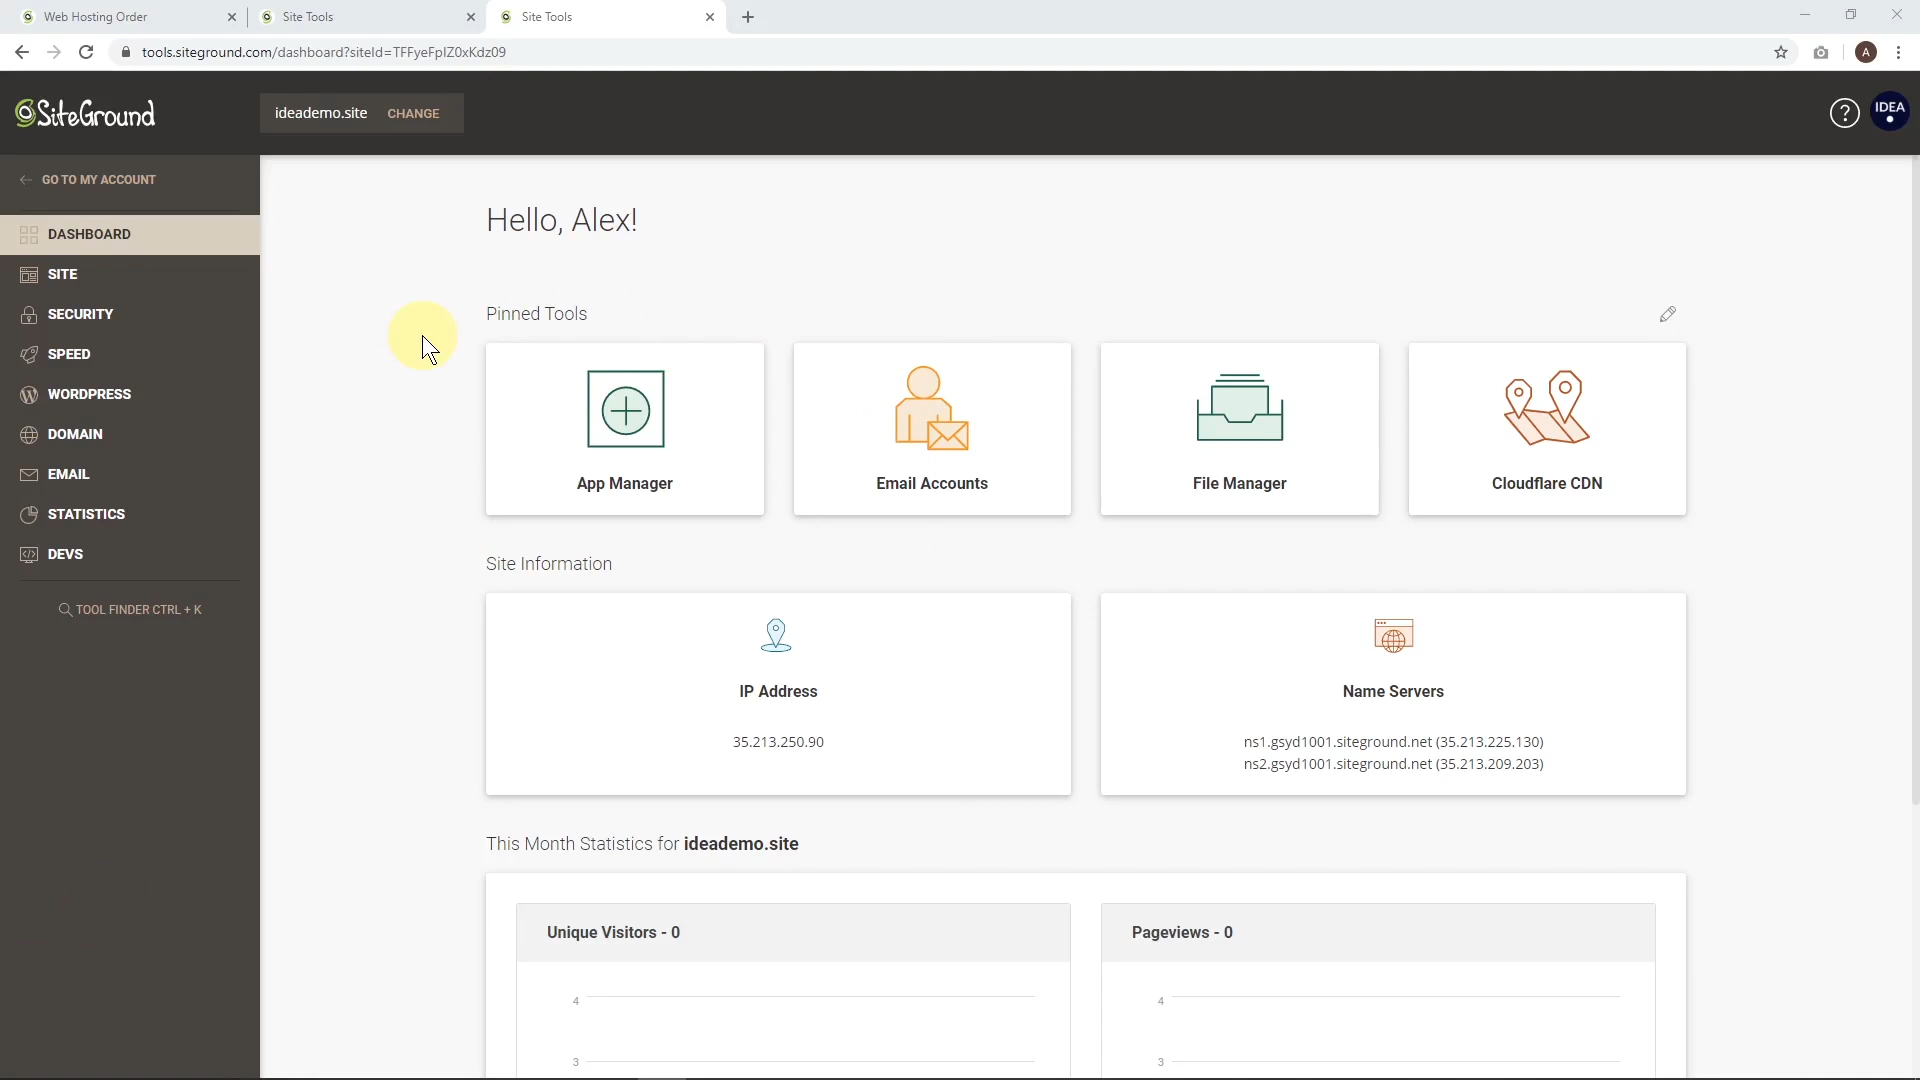 Web Hosting Order
Site Tools
Site Tools
tools.siteground.com/dashboard?siteId=TFFyeFplZ0xKdz09
A
SiteGround
ideademo.site CHANGE
?
IDEA
GO TO MY ACCOUNT
DASHBOARD
SITE
SECURITY
SPEED
WORDPRESS
DOMAIN
EMAIL
STATISTICS
DEVS
TOOL FINDER CTRL + K
Hello, Alex!
Pinned Tools
App Manager
Email Accounts
File Manager
Cloudflare CDN
Site Information
IP Address
35.213.250.90
Name Servers
ns1.gsyd1001.siteground.net (35.213.225.130)
ns2.gsyd1001.siteground.net (35.213.209.203)
This Month Statistics for ideademo.site
Unique Visitors - 0
4
3
Pageviews - 0
4
3